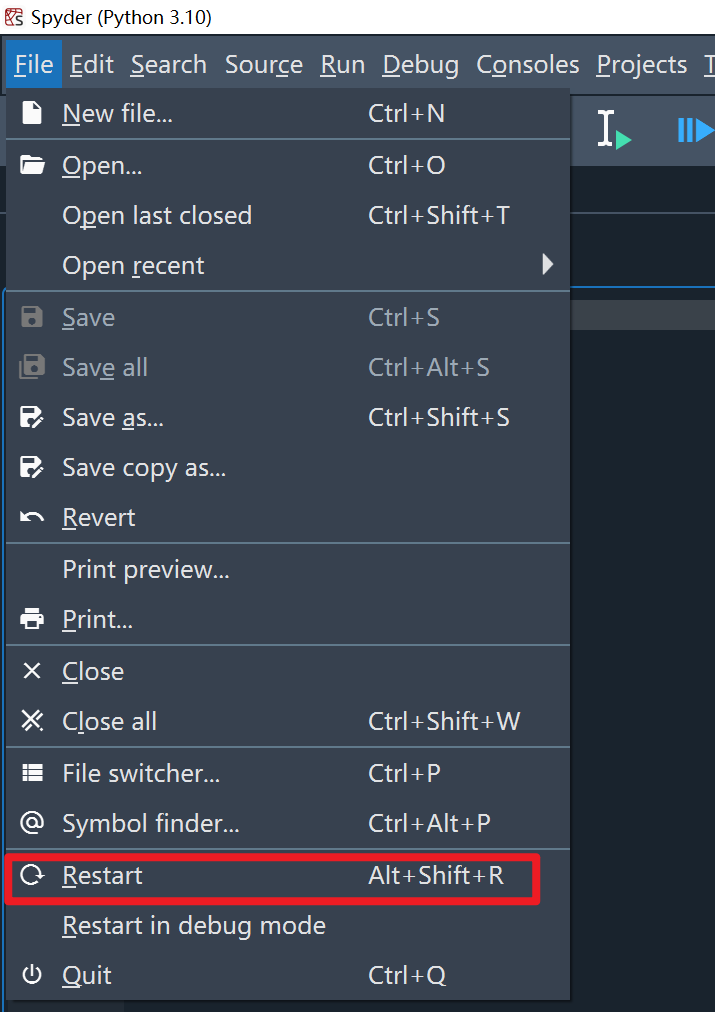 Spyder (Python 3.10)
File Edit Search Source Run Debug Consoles Projects T
New file... Ctrl+N
Open... Ctrl+O
Open last closed Ctrl+Shift+T
Open recent
Save Ctrl+S
Save all Ctrl+Alt+S
Save as... Ctrl+Shift+S
Save copy as...
Revert
Print preview...
Print...
Close
Close all Ctrl+Shift+W
File switcher... Ctrl+P
Symbol finder... Ctrl+Alt+P
Restart Alt+Shift+R
Restart in debug mode
Quit Ctrl+Q